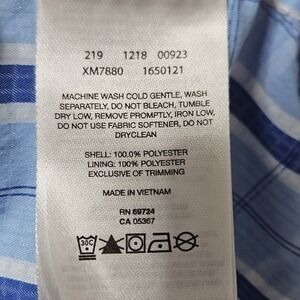 219 1218 00923
XM7880 1650121
MACHINE WASH COLD GENTLE, WASH
SEPARATELY, DO NOT BLEACH, TUMBLE
DRY LOW, REMOVE PROMPTLY, IRON LOW,
DO NOT USE FABRIC SOFTENER, DO NOT
DRYCLEAN
SHELL: 100.0% POLYESTER
LINING: 100% POLYESTER
EXCLUSIVE OF TRIMMING
MADE IN VIETNAM
RN 69724
CA 05367
30C